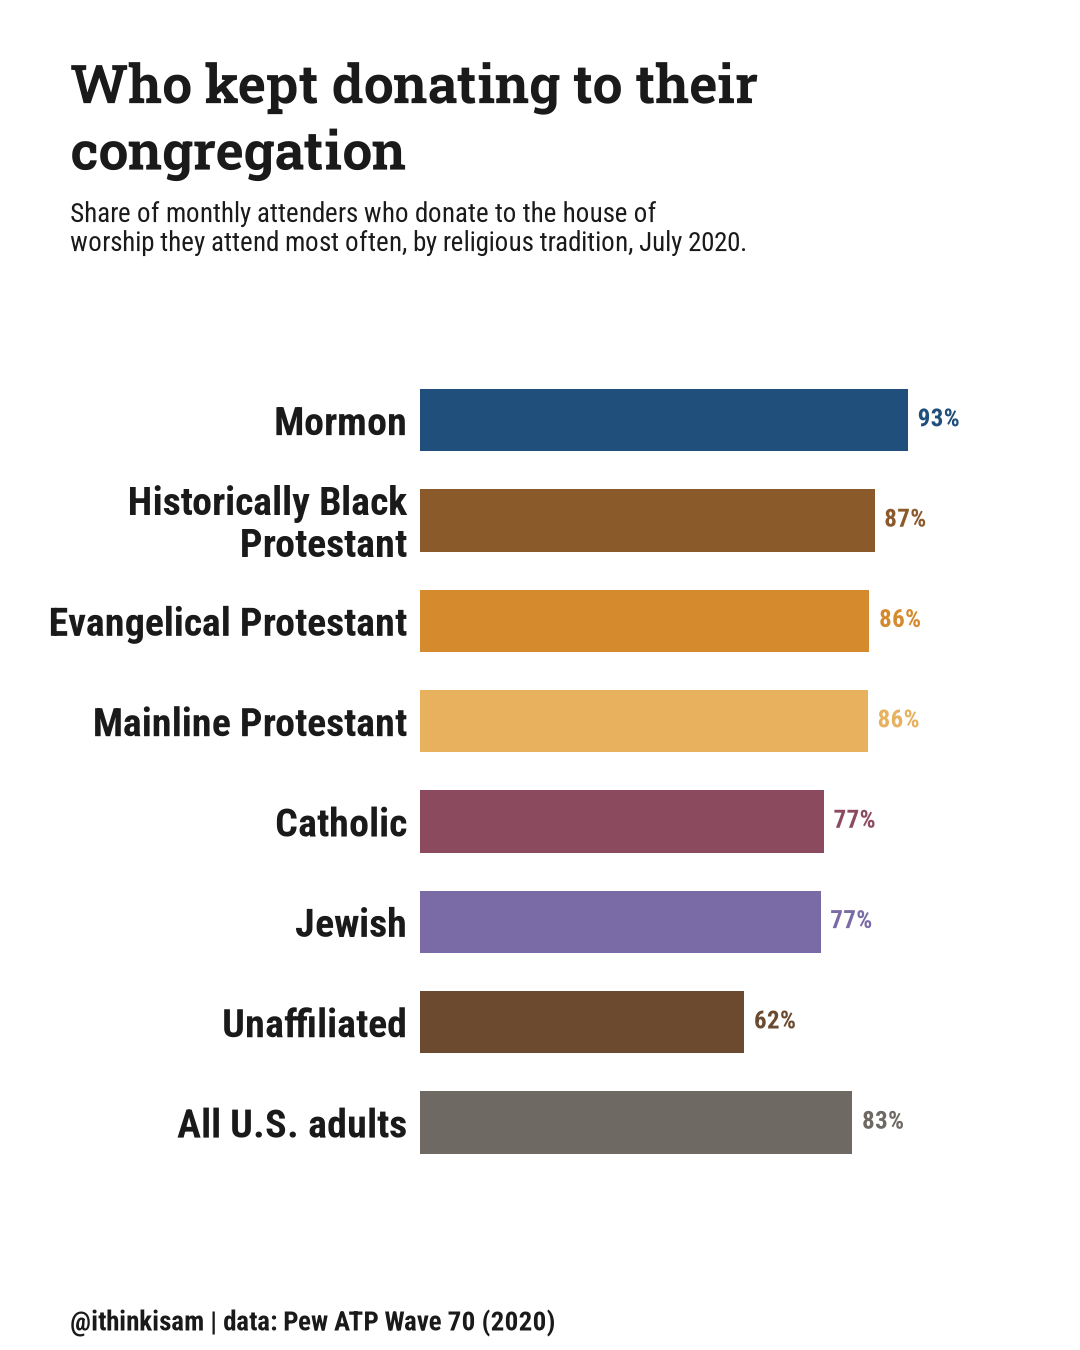 Who kept donating to their
congregation
Share of monthly attenders who donate to the house of
worship they attend most often, by religious tradition, July 2020.
Mormon
93%
Historically Black
Protestant
87%
Evangelical Protestant
86%
Mainline Protestant
86%
Catholic
77%
Jewish
77%
Unaffiliated
62%
All U.S. adults
83%
@ithinkisam | data: Pew ATP Wave 70 (2020)